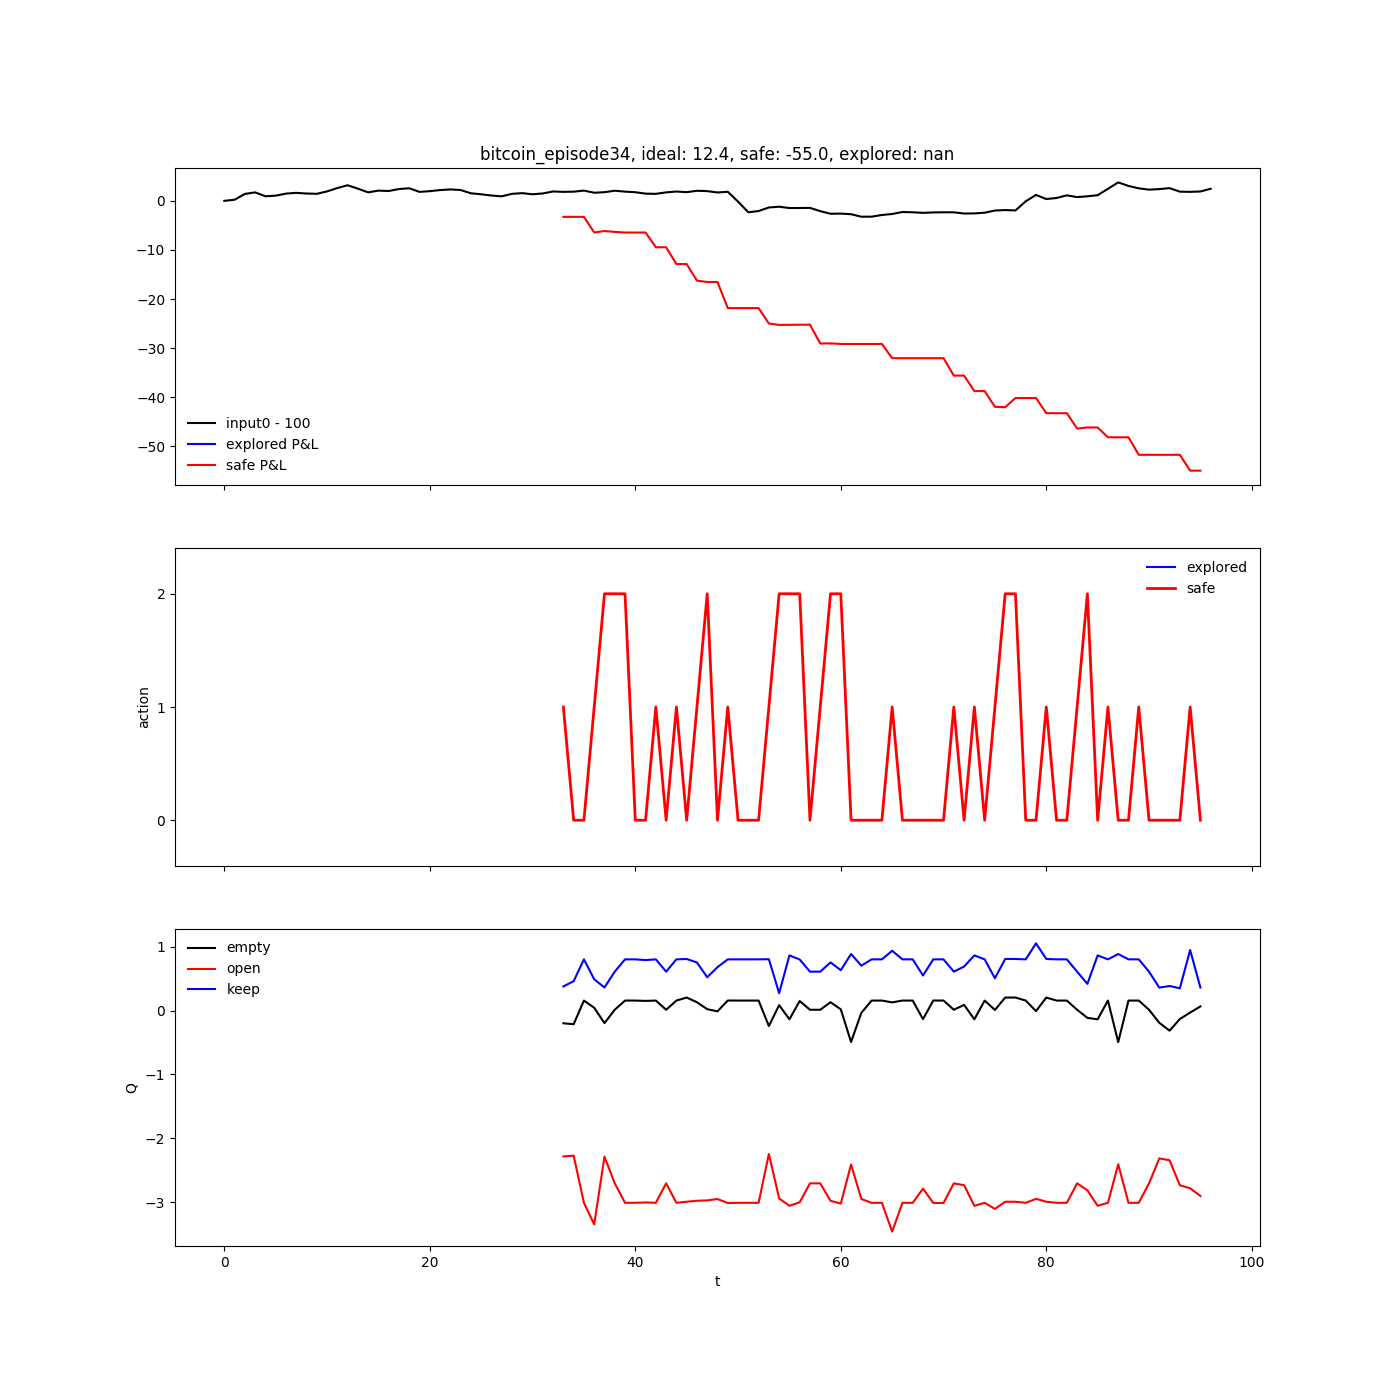 bitcoin_episode34, ideal: 12.4, safe: -55.0, explored: nan
0
−10
−20
−30
−40
−50
input0 - 100
explored P&L
safe P&L
2
1
0
action
explored
safe
1
0
−1
−2
−3
Q
empty
open
keep
0 20 40 60 80 100
t